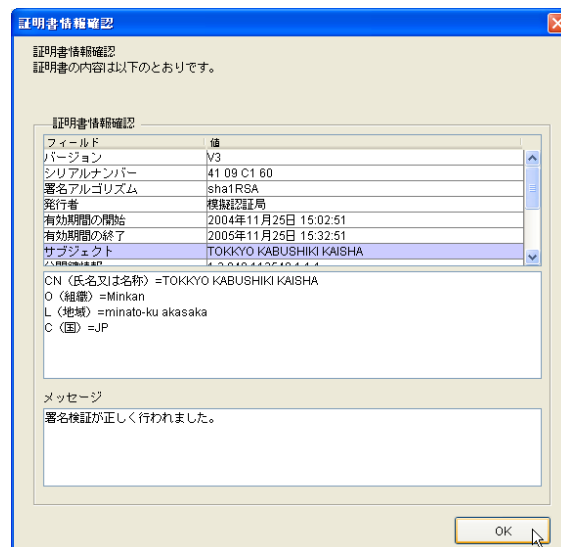 証明書情報確認
証明書情報確認
証明書の内容は以下のとおりです。
証明書情報確認
フィールド 値
バージョン V3
シリアルナンバー 41 09 C1 60
署名アルゴリズム sha1RSA
発行者 模擬認証局
有効期間の開始 2004年11月25日 15:02:51
有効期間の終了 2005年11月25日 15:32:51
サブジェクト TOKKYO KABUSHIKI KAISHA
CN（氏名又は名称）=TOKKYO KABUSHIKI KAISHA
O（組織）=Minkan
L（地域）=minato-ku akasaka
C（国）=JP
メッセージ
署名検証が正しく行われました。
OK